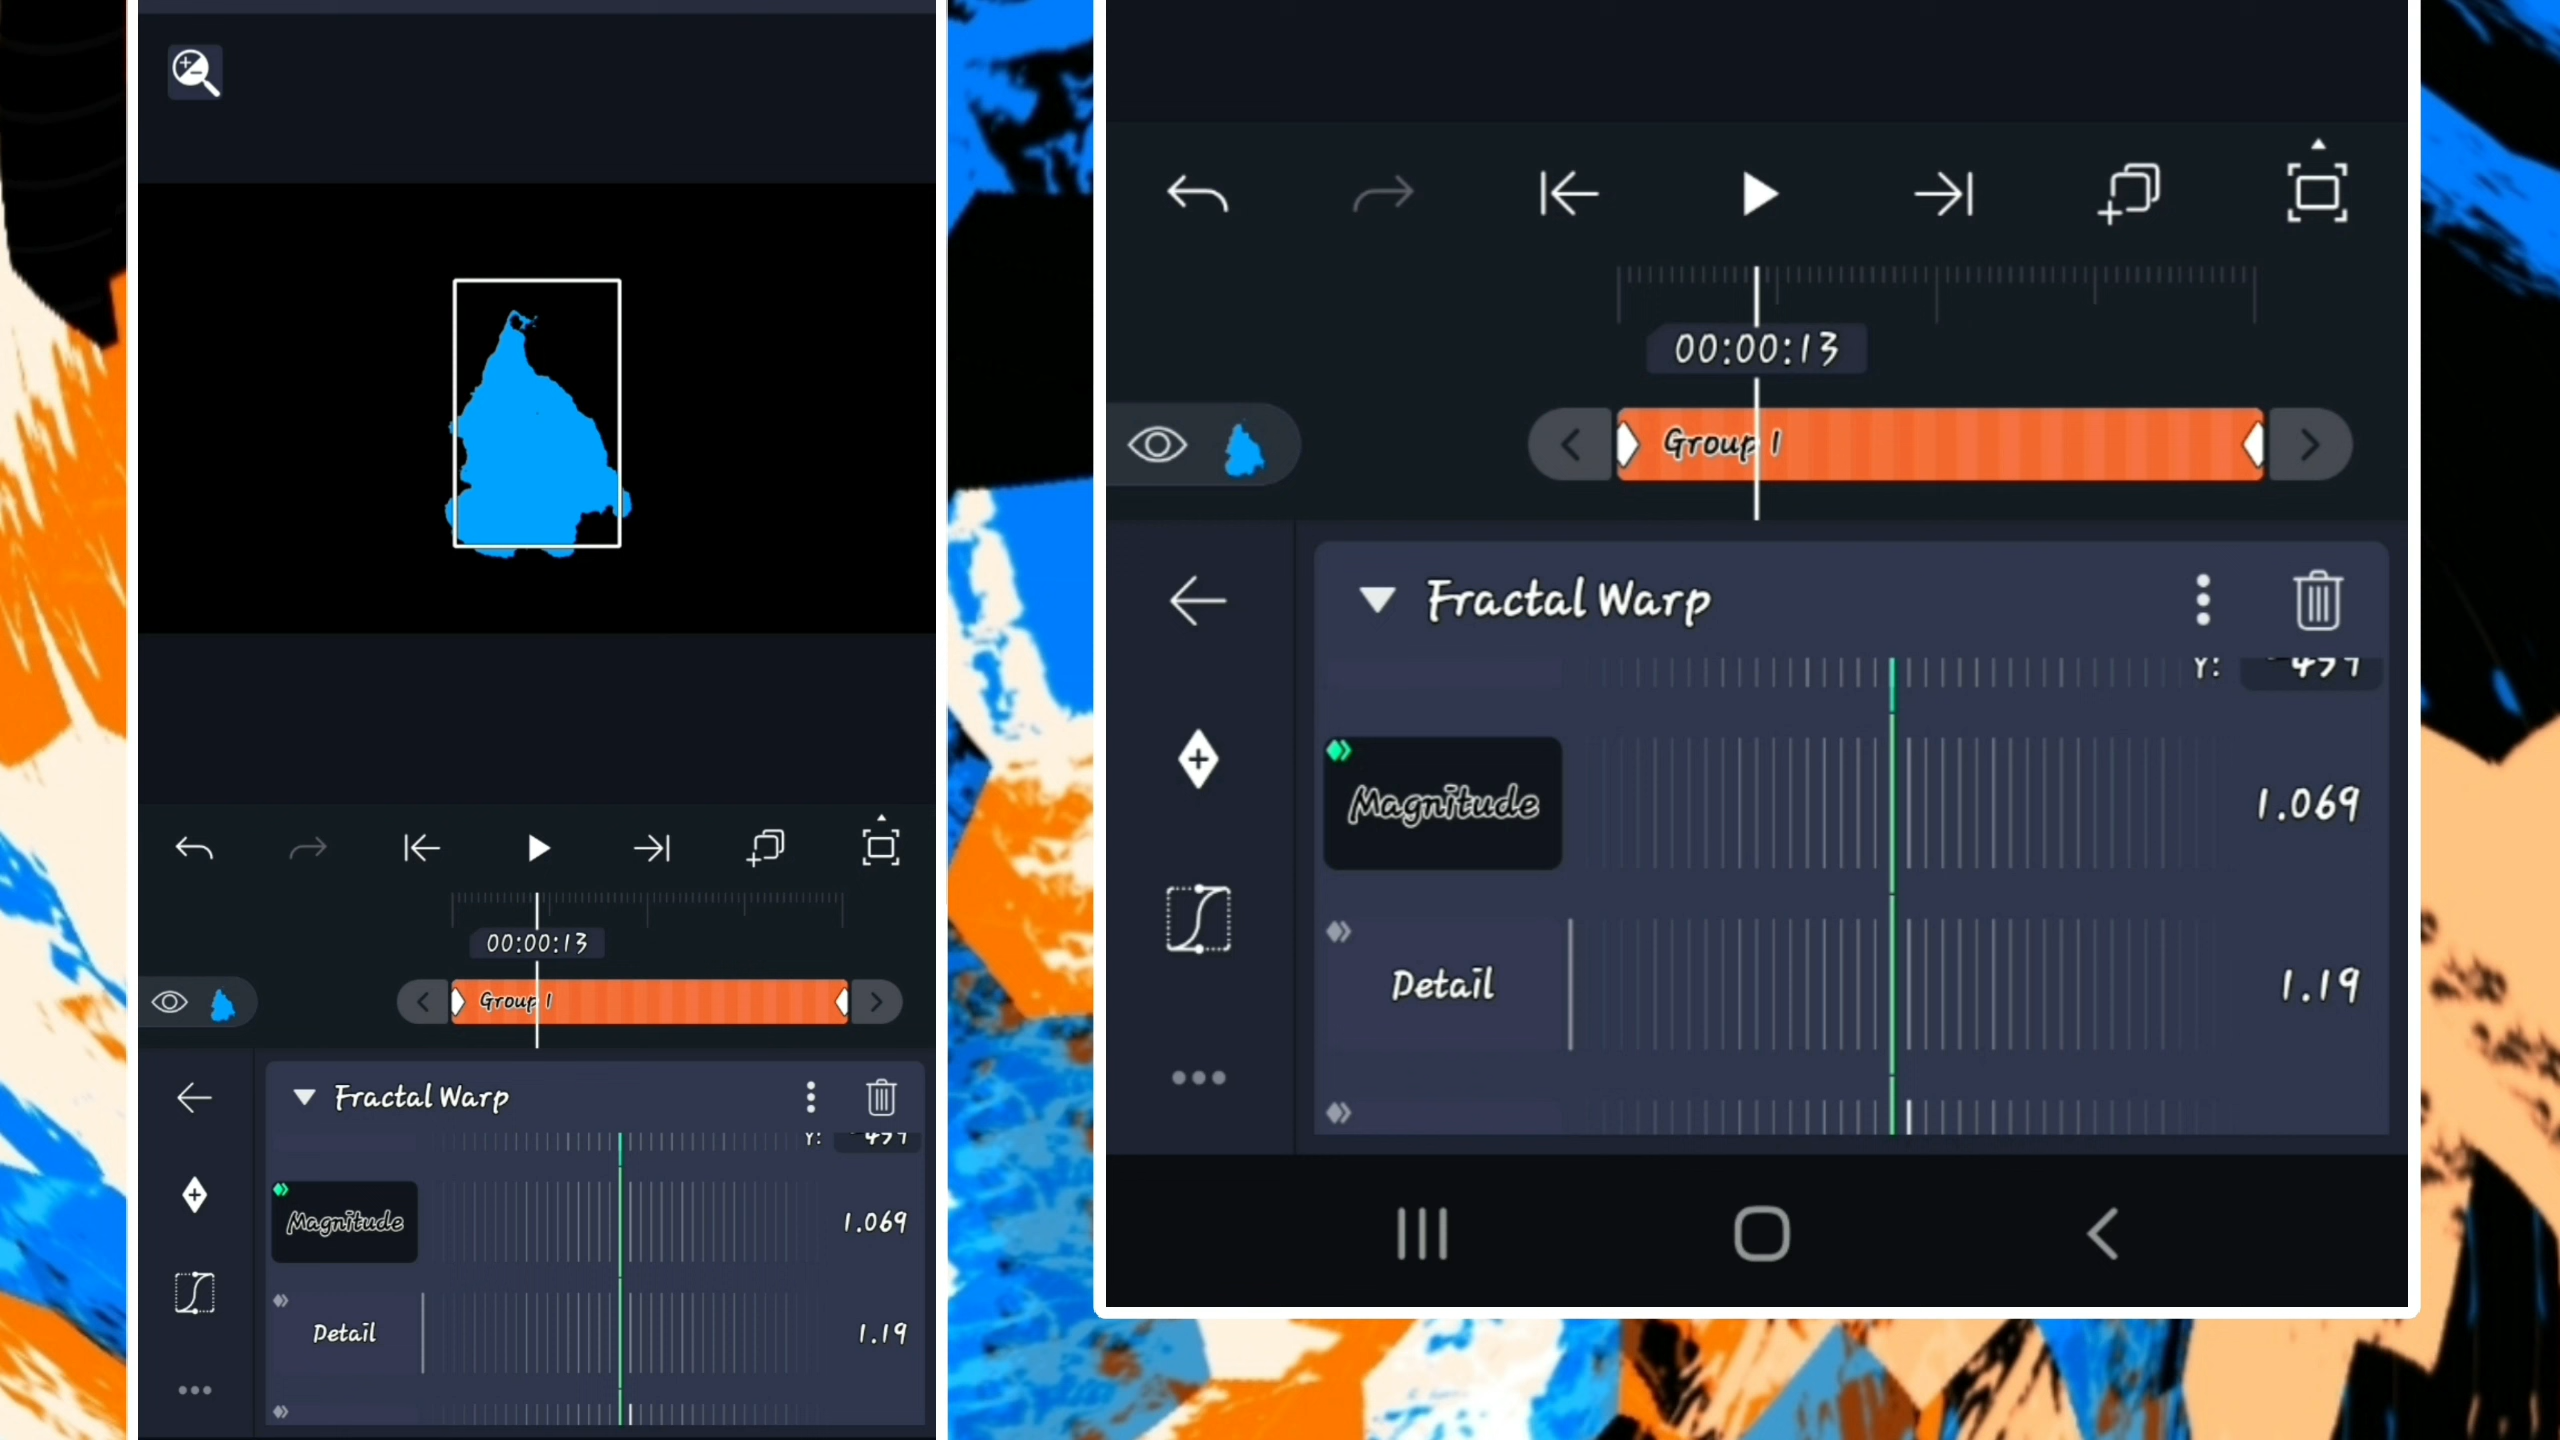 00:00:13
Group 1
Fractal Warp
Y:
Magnitude 1.069
Detail 1.19
00:00:13
Group 1
Fractal Warp
Y:
Magnitude 1.069
Detail 1.19